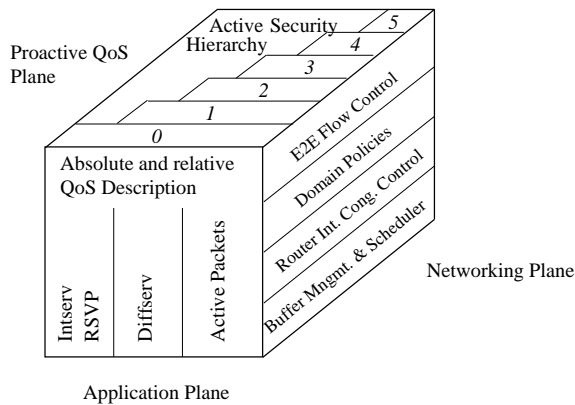 Active Security
Hierarchy
Proactive QoS
Plane
5
4
3
2
1
0
Absolute and relative
QoS Description
Intserv
RSVP
Diffserv
Active Packets
E2E Flow Control
Domain Policies
Router Int. Cong. Control
Buffer Mngmt. & Scheduler
Networking Plane
Application Plane